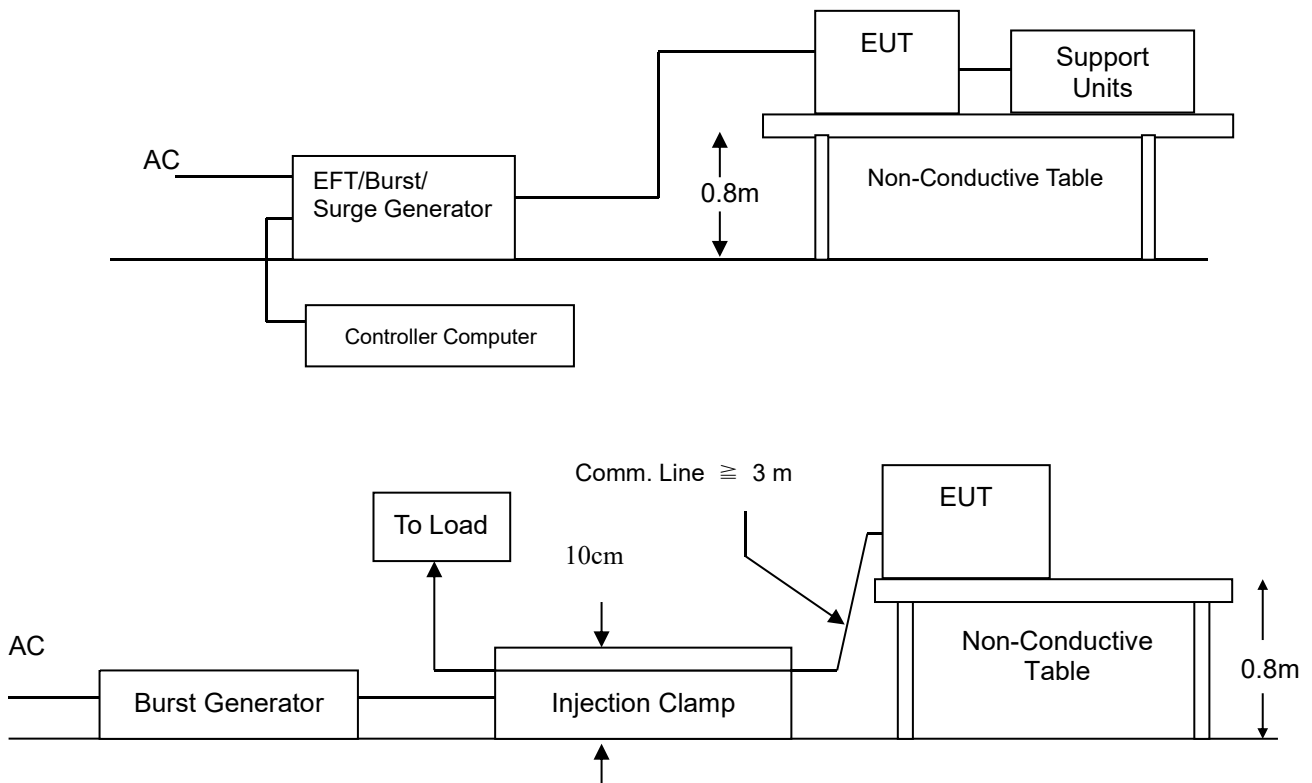 EUT
Support
Units
AC
EFT/Burst/
Surge Generator
0.8m
Non-Conductive Table
Controller Computer
Comm. Line ≧ 3 m
EUT
To Load
10cm
AC
Non-Conductive
Table
0.8m
Burst Generator
Injection Clamp